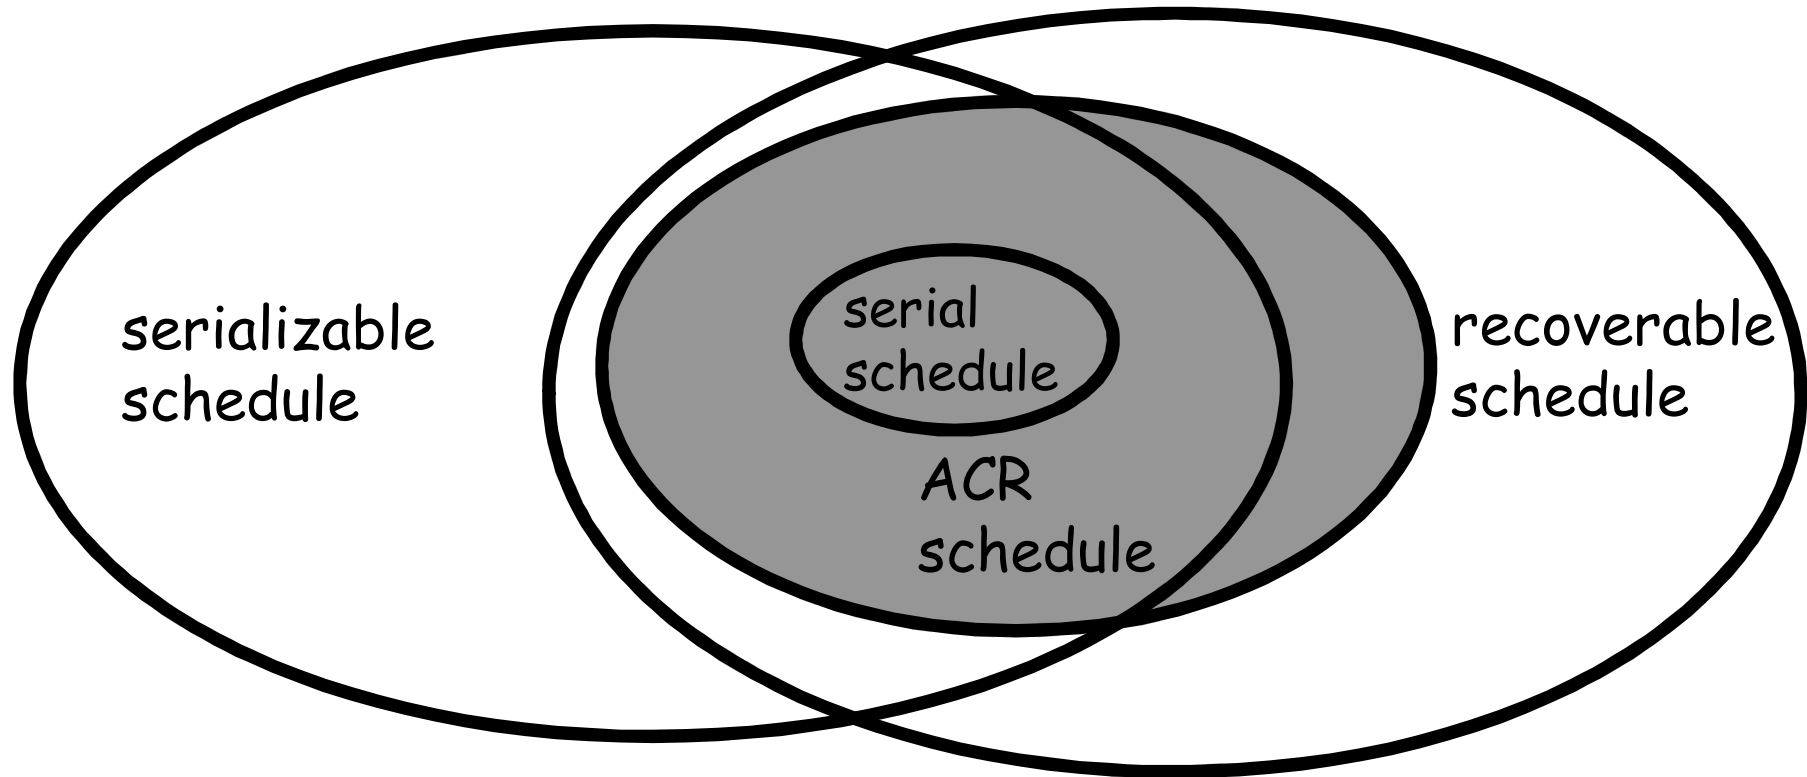 serializable
schedule
serial
schedule
ACR
schedule
recoverable
schedule